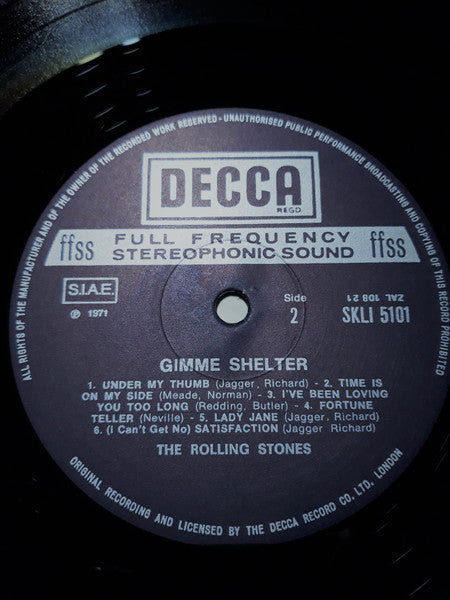 ALL RIGHTS OF THE MANUFACTURER AND OF THE OWNER OF THE RECORDED WORK RESERVED - UNAUTHORISED PUBLIC PERFORMANCE BROADCASTING AND COPYING OF THIS RECORD PROHIBITED
DECCA
REGD
ffss FULL FREQUENCY STEREOPHONIC SOUND ffss
S.I.A.E.
℗ 1971
Side
2
ZAL 108 21
SKLI 5101
GIMME SHELTER
1. UNDER MY THUMB (Jagger, Richard) - 2. TIME IS
ON MY SIDE (Meade, Norman) - 3. I'VE BEEN LOVING
YOU TOO LONG (Redding, Butler) - 4. FORTUNE
TELLER (Neville) - 5. LADY JANE (Jagger, Richard)
6. (I Can't Get No) SATISFACTION (Jagger Richard)
THE ROLLING STONES
ORIGINAL RECORDING AND LICENSED BY THE DECCA RECORD CO. LTD. LONDON